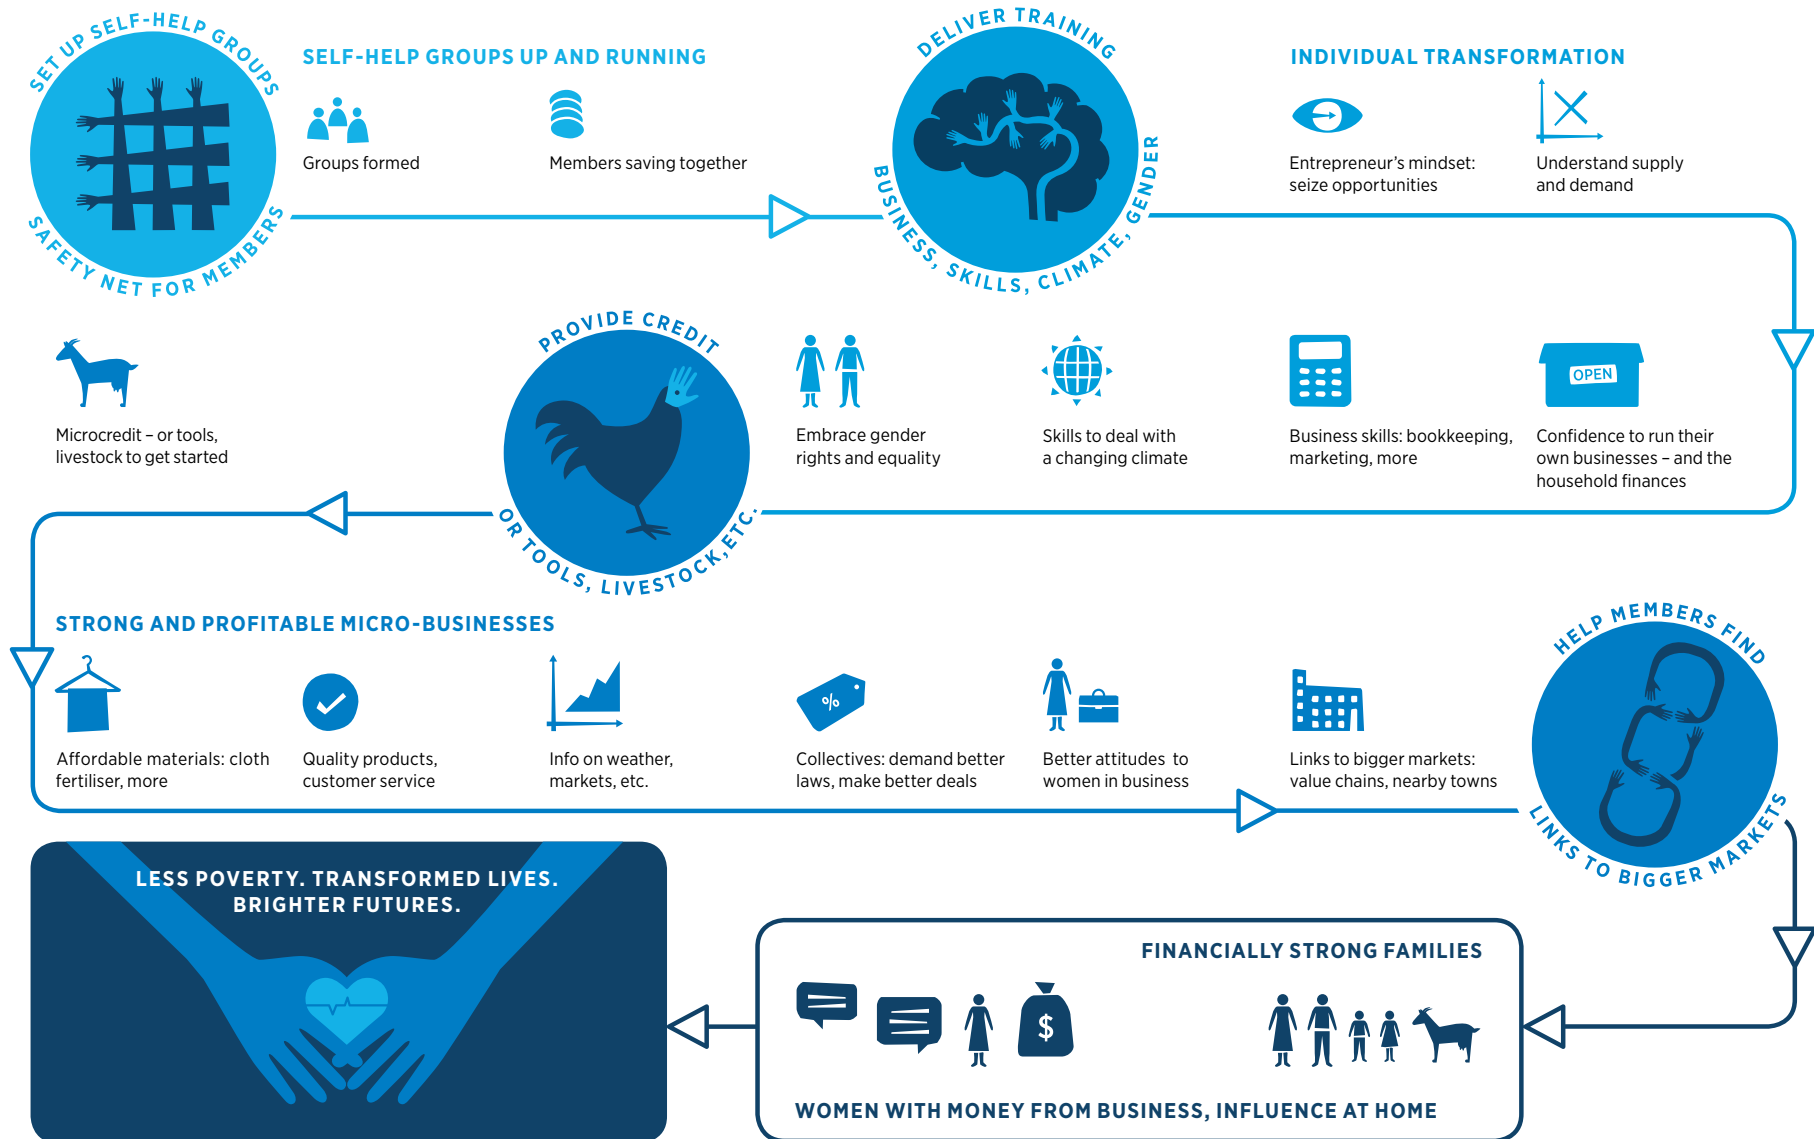 SET UP SELF-HELP GROUPS
SAFETY NET FOR MEMBERS
SELF-HELP GROUPS UP AND RUNNING
Groups formed
Members saving together
DELIVER TRAINING
BUSINESS, SKILLS, CLIMATE, GENDER
INDIVIDUAL TRANSFORMATION
Entrepreneur's mindset:
seize opportunities
Understand supply
and demand
OPEN
Confidence to run their
own businesses – and the
household finances
Business skills: bookkeeping,
marketing, more
Skills to deal with
a changing climate
Embrace gender
rights and equality
PROVIDE CREDIT
OR TOOLS, LIVESTOCK,ETC.
Microcredit – or tools,
livestock to get started
STRONG AND PROFITABLE MICRO-BUSINESSES
Affordable materials: cloth
fertiliser, more
Quality products,
customer service
Info on weather,
markets, etc.
%
Collectives: demand better
laws, make better deals
Better attitudes to
women in business
Links to bigger markets:
value chains, nearby towns
HELP MEMBERS FIND
LINKS TO BIGGER MARKETS
FINANCIALLY STRONG FAMILIES
$
WOMEN WITH MONEY FROM BUSINESS, INFLUENCE AT HOME
LESS POVERTY. TRANSFORMED LIVES.
BRIGHTER FUTURES.